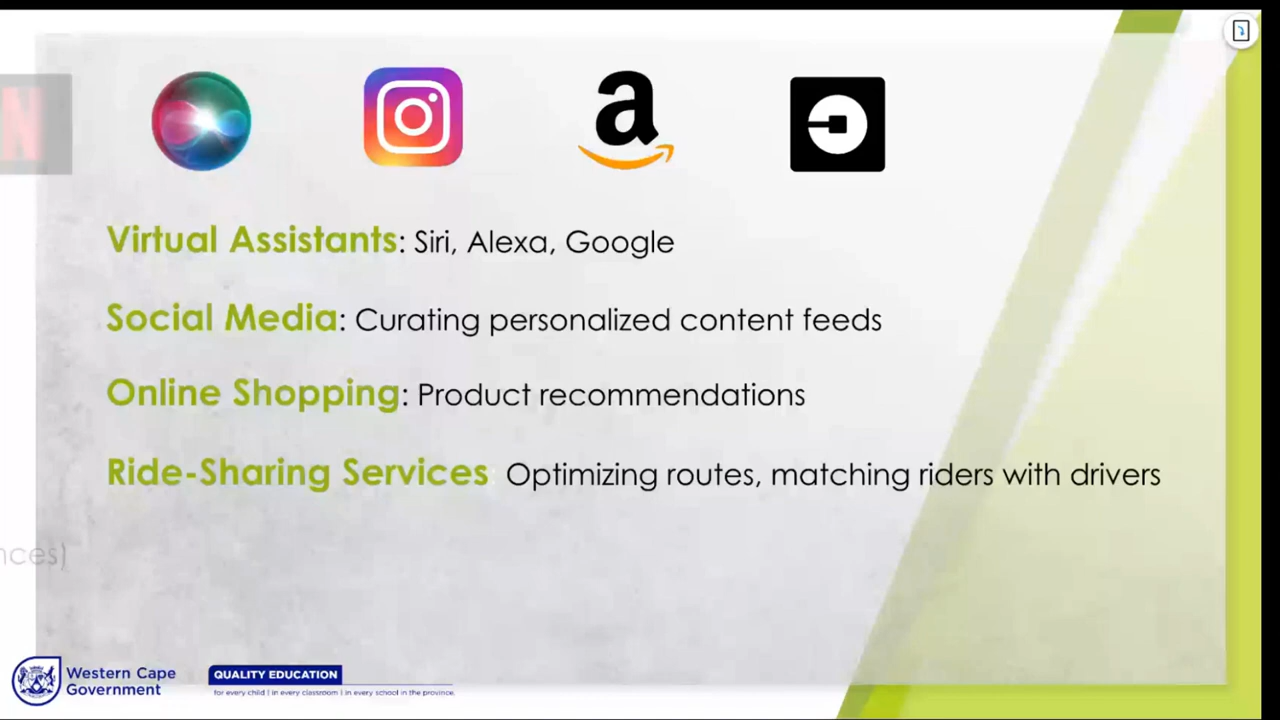 N
a
Virtual Assistants: Siri, Alexa, Google
Social Media: Curating personalized content feeds
Online Shopping: Product recommendations
Ride-Sharing Services: Optimizing routes, matching riders with drivers
nces)
Western Cape
Government
QUALITY EDUCATION
for every child | in every classroom | in every school in the province.